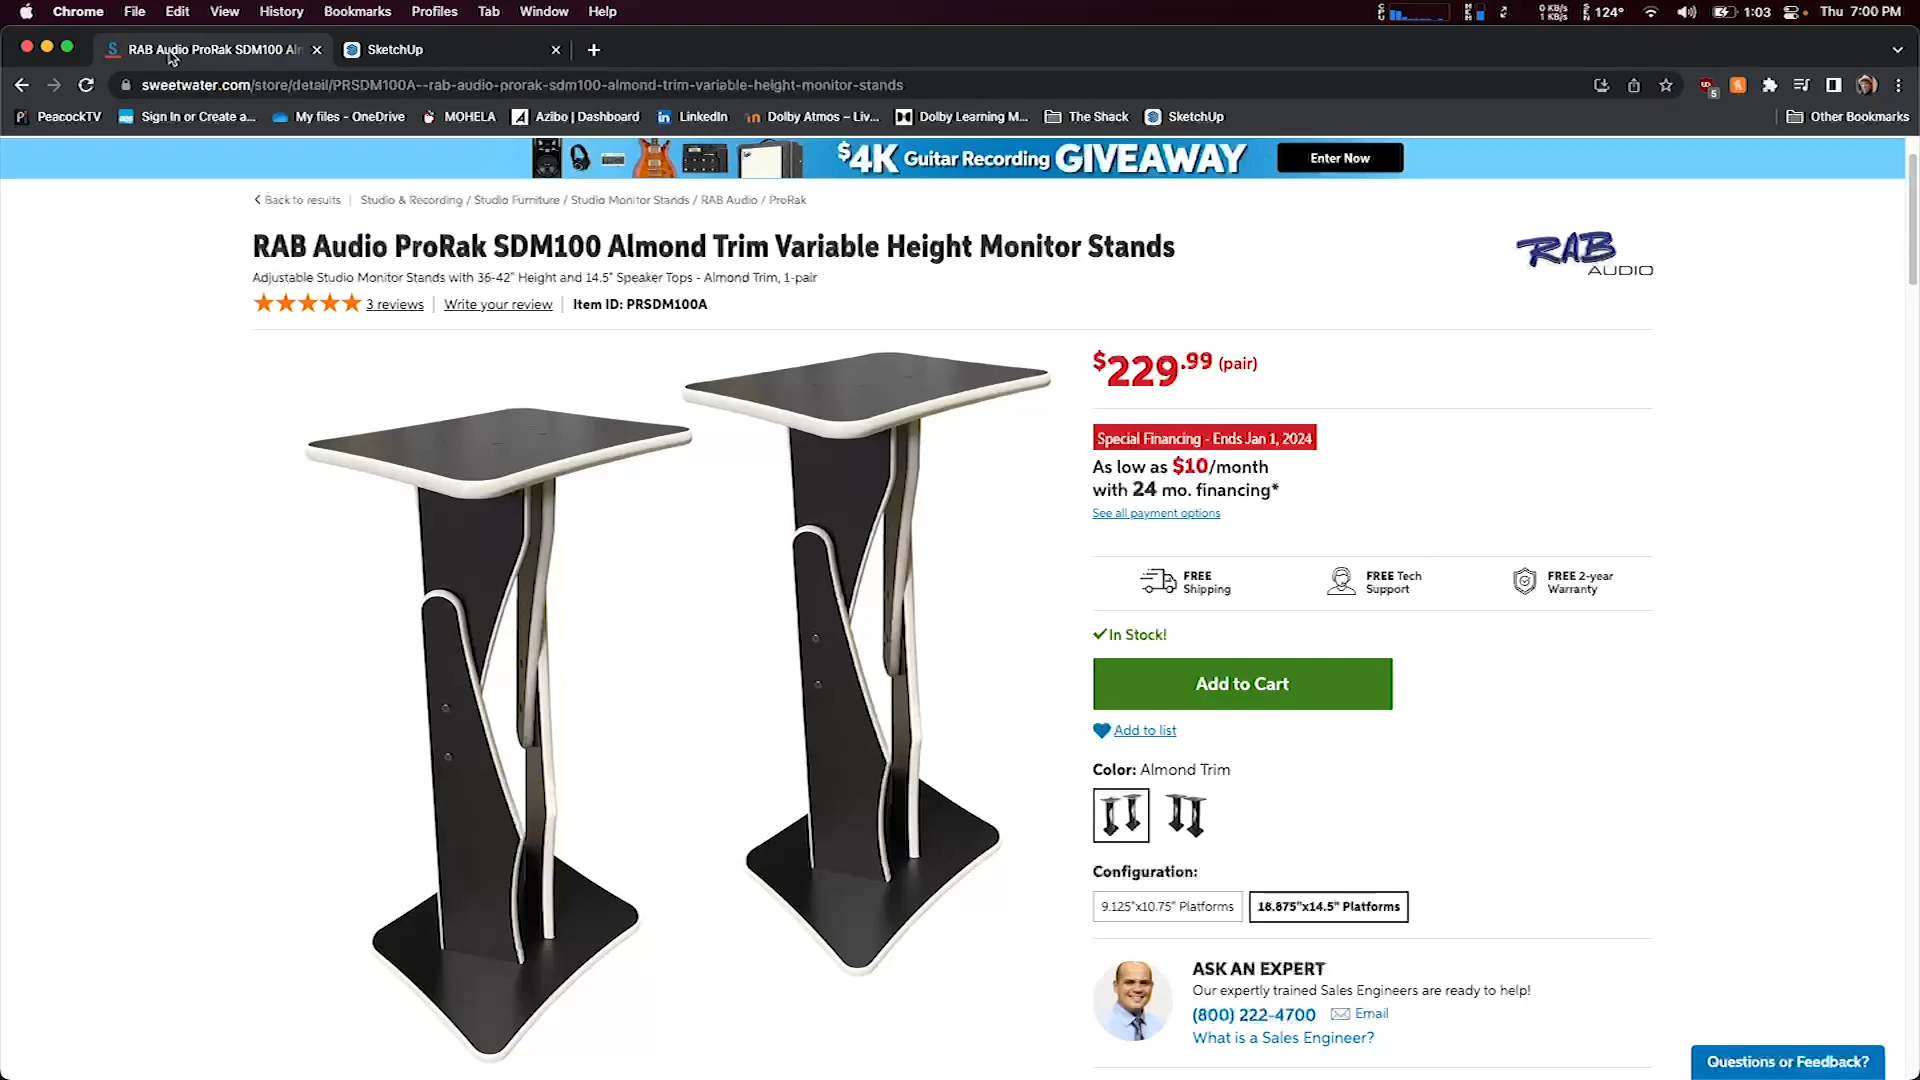 Chrome File Edit View History Bookmarks Profiles Tab Window Help
0 KB/s
1 KB/s
124° 1:03 Thu 7:00 PM
RAB Audio ProRak SDM100 Alm
SketchUp
sweetwater.com/store/detail/PRSDM100A--rab-audio-prorak-sdm100-almond-trim-variable-height-monitor-stands
5
PeacockTV Sign In or Create a... My files - OneDrive MOHELA Azibo | Dashboard LinkedIn Dolby Atmos – Liv... Dolby Learning M... The Shack SketchUp Other Bookmarks
$4K Guitar Recording GIVEAWAY Enter Now
Back to results | Studio & Recording / Studio Furniture / Studio Monitor Stands / RAB Audio / ProRak
RAB Audio ProRak SDM100 Almond Trim Variable Height Monitor Stands
RAB
AUDIO
Adjustable Studio Monitor Stands with 36-42" Height and 14.5" Speaker Tops - Almond Trim, 1-pair
3 reviews | Write your review | Item ID: PRSDM100A
$229.99 (pair)
Special Financing - Ends Jan 1, 2024
As low as $10/month
with 24 mo. financing*
See all payment options
FREE
Shipping
FREE Tech
Support
FREE 2-year
Warranty
In Stock!
Add to Cart
Add to list
Color: Almond Trim
Configuration:
9.125"x10.75" Platforms
18.875"x14.5" Platforms
ASK AN EXPERT
Our expertly trained Sales Engineers are ready to help!
(800) 222-4700 Email
What is a Sales Engineer?
Questions or Feedback?